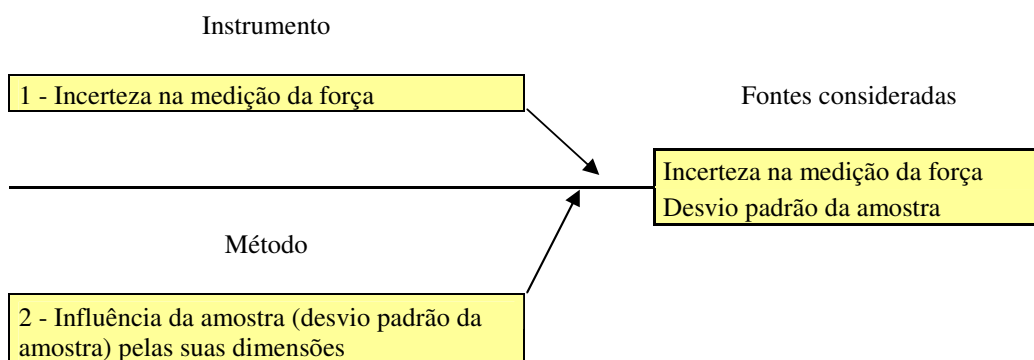 Instrumento
1 - Incerteza na medição da força
Fontes consideradas
Incerteza na medição da força
Desvio padrão da amostra
Método
2 - Influência da amostra (desvio padrão da
amostra) pelas suas dimensões